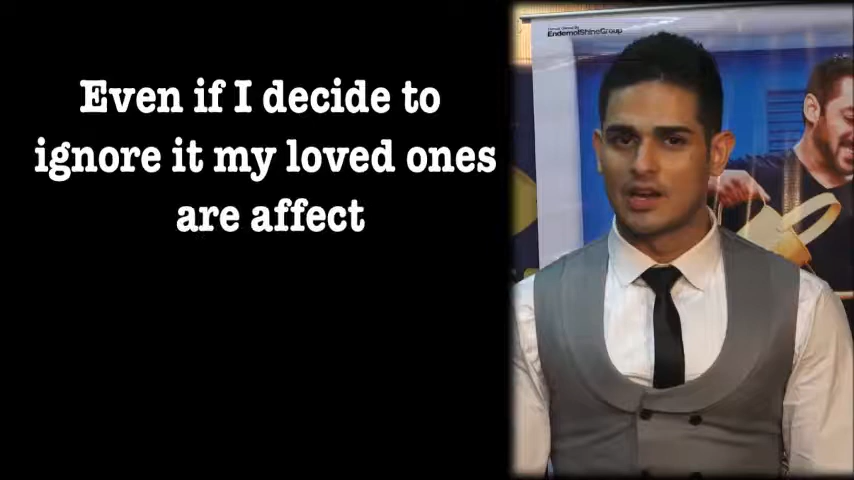 Even if I decide to
ignore it my loved ones
are affect
EndemolShineGroup